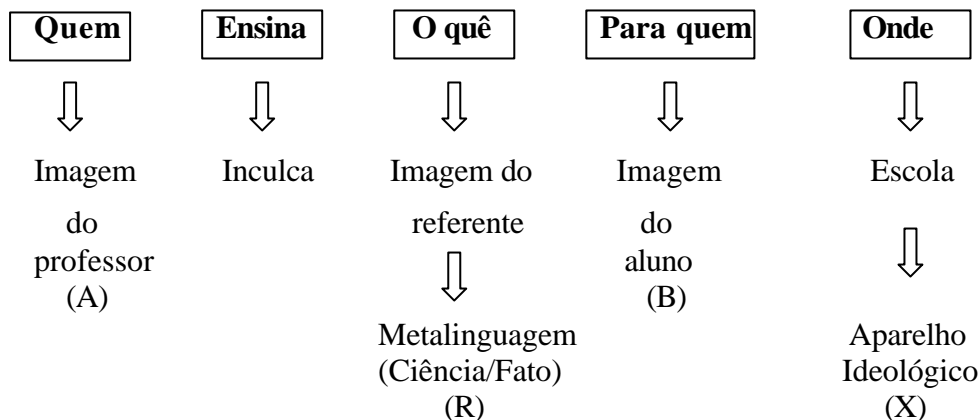 Quem Ensina O quê Para quem Onde
Imagem Inculca Imagem do Imagem Escola
do referente do
professor aluno
(A) (B)
Metalinguagem Aparelho
(Ciência/Fato) Ideológico
(R) (X)